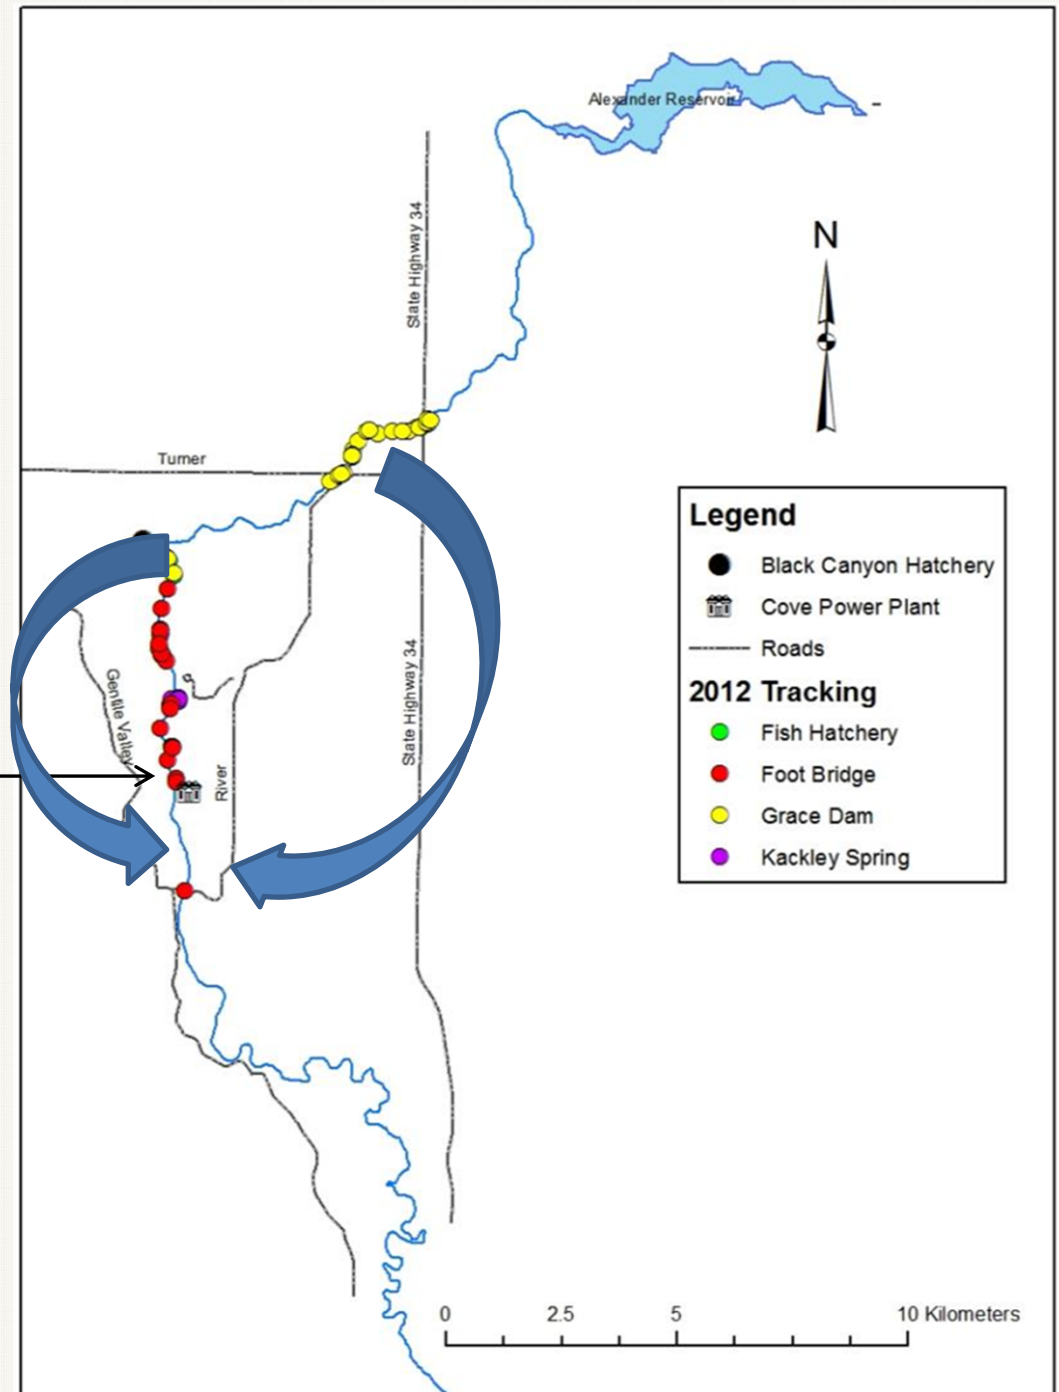 Alexander Reservoir
State Highway 34
N
Turner
Legend
Black Canyon Hatchery
Cove Power Plant
Roads
2012 Tracking
Fish Hatchery
Foot Bridge
Grace Dam
Kackley Spring
Gentile Valley
River
State Highway 34
0 2.5 5 10 Kilometers